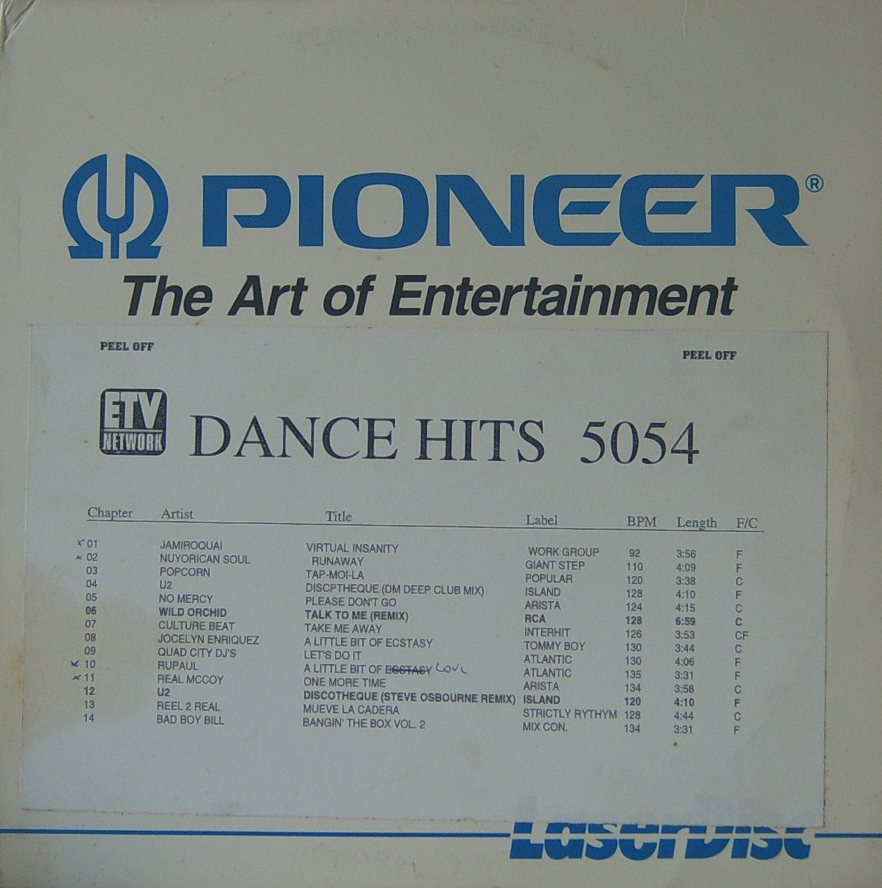 PIONEER®
The Art of Entertainment
PEEL OFF PEEL OFF
ETV NETWORK DANCE HITS 5054
Chapter Artist Title Label BPM Length F/C
01 JAMIROQUAI VIRTUAL INSANITY WORK GROUP 92 3:56 F
02 NUYORICAN SOUL RUNAWAY GIANT STEP 110 4:09 F
03 POPCORN TAP-MOI-LA POPULAR 120 3:38 C
04 U2 DISCPTHEQUE (DM DEEP CLUB MIX) ISLAND 128 4:10 F
05 NO MERCY PLEASE DON'T GO ARISTA 124 4:15 C
06 WILD ORCHID TALK TO ME (REMIX) RCA 128 6:59 C
07 CULTURE BEAT TAKE ME AWAY INTERHIT 126 3:53 CF
08 JOCELYN ENRIQUEZ A LITTLE BIT OF ECSTASY TOMMY BOY 130 3:44 C
09 QUAD CITY DJ'S LET'S DO IT ATLANTIC 130 4:06 F
10 RUPAUL A LITTLE BIT OF ECSTASY LOVE ATLANTIC 135 3:31 F
11 REAL MCCOY ONE MORE TIME ARISTA 134 3:58 C
12 U2 DISCOTHEQUE (STEVE OSBOURNE REMIX) ISLAND 120 4:10 F
13 REEL 2 REAL MUEVE LA CADERA STRICTLY RYTHYM 128 4:44 C
14 BAD BOY BILL BANGIN' THE BOX VOL. 2 MIX CON. 134 3:31 F
LaserDisc